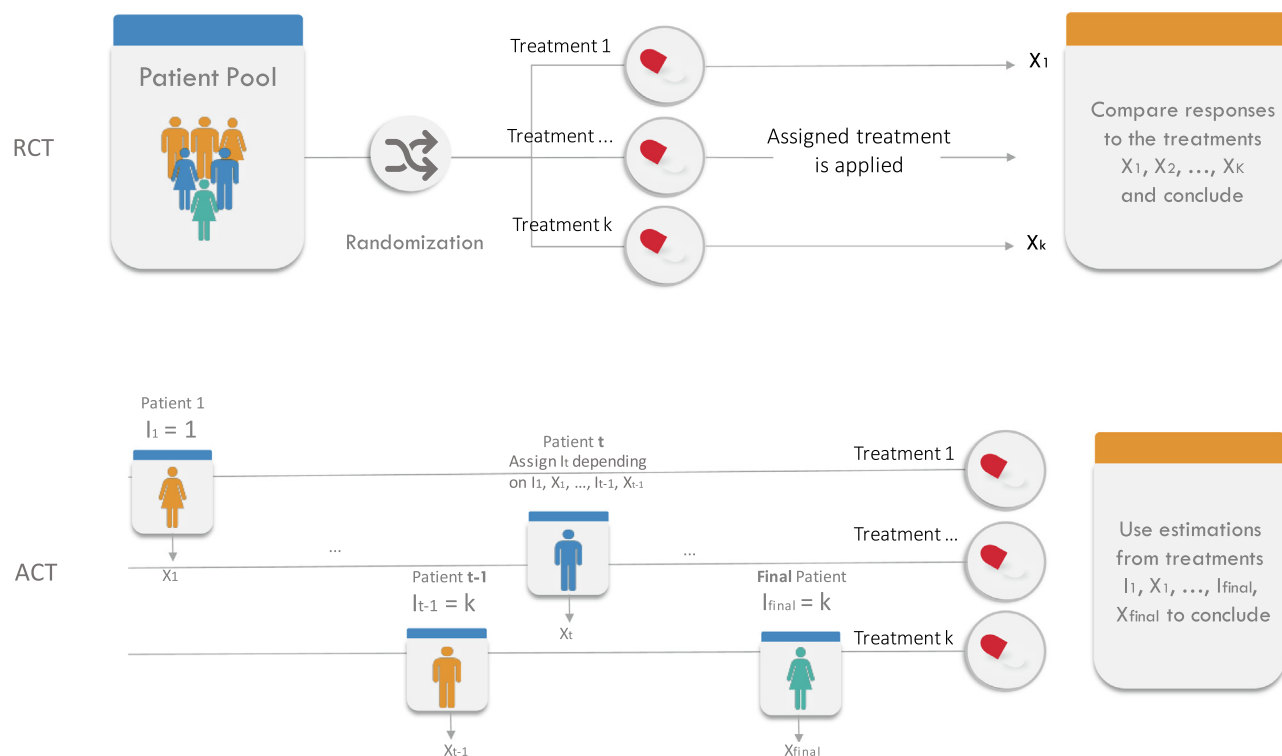 RCT
Patient Pool
Randomization
Treatment 1
Treatment ...
Treatment k
Assigned treatment
is applied
X1
Xk
Compare responses
to the treatments
X1, X2, ..., XK
and conclude
ACT
Patient 1
I1 = 1
X1
...
Patient t-1
It-1 = k
Xt-1
Patient t
Assign It depending
on I1, X1, ..., It-1, Xt-1
Xt
...
Final Patient
Ifinal = k
Xfinal
Treatment 1
Treatment ...
Treatment k
Use estimations
from treatments
I1, X1, ..., Ifinal,
Xfinal to conclude